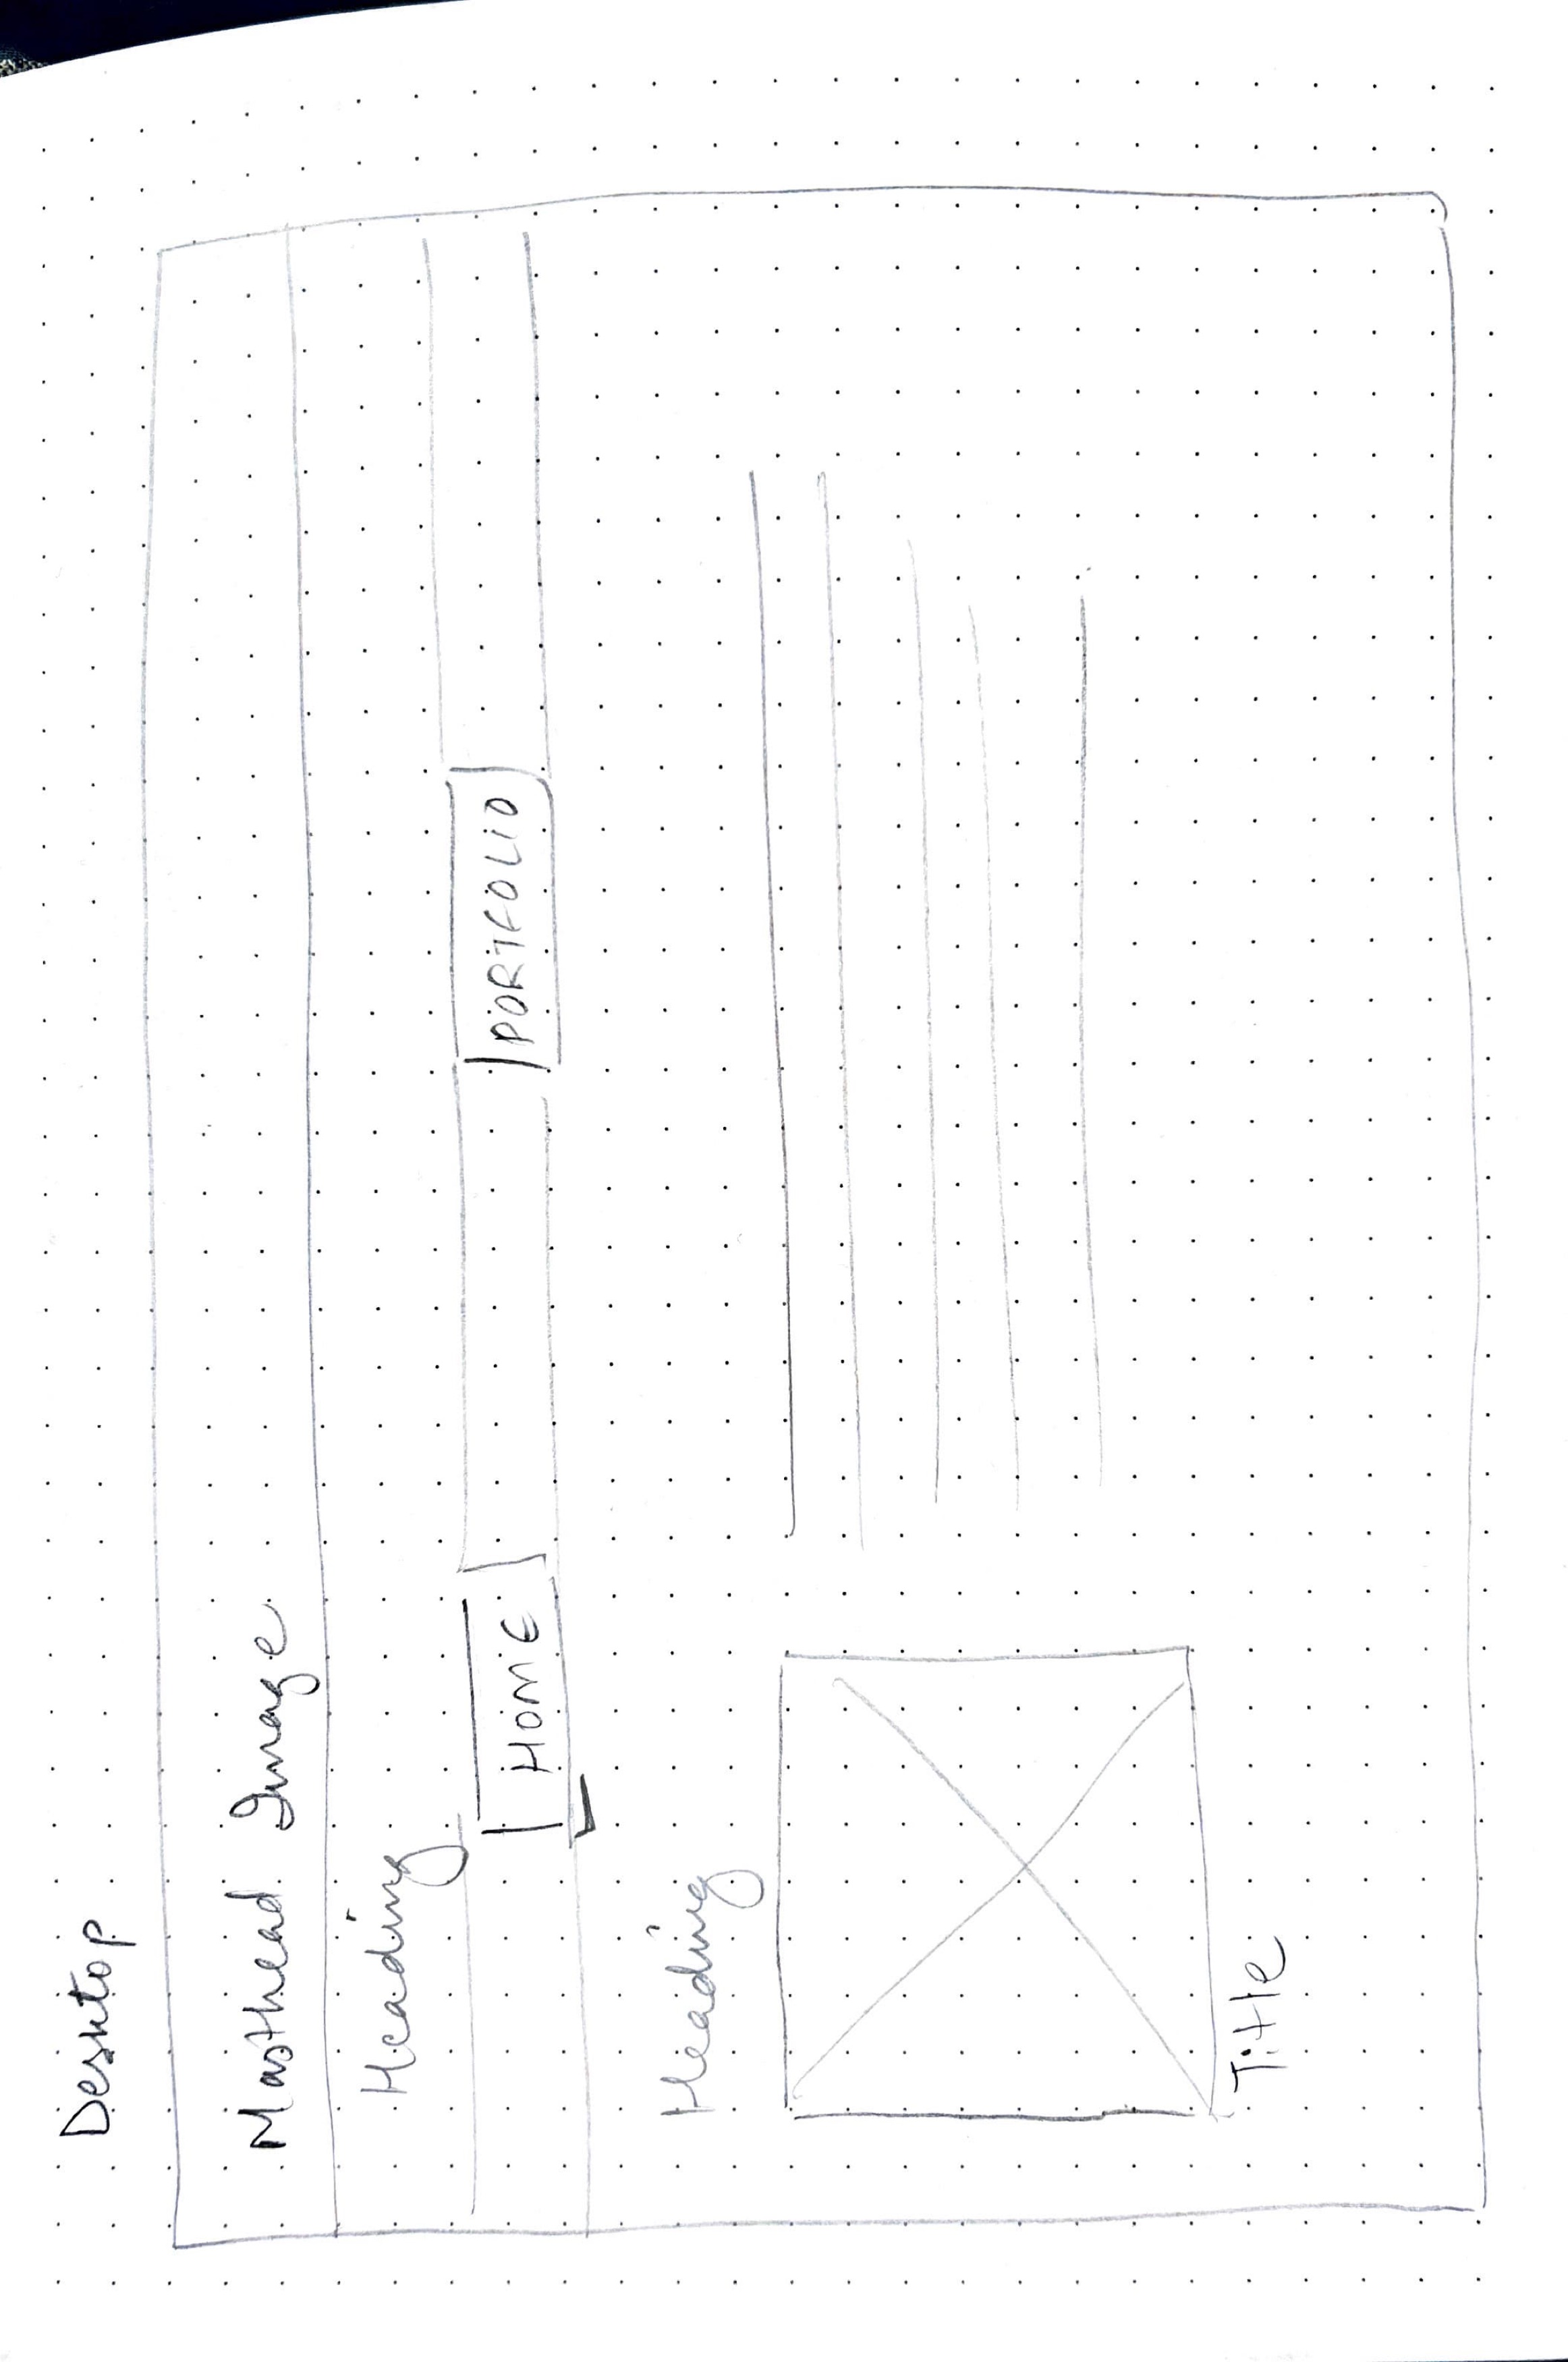 Desktop
Masthead Image
Heading
HOME PORTFOLIO
Heading
Title